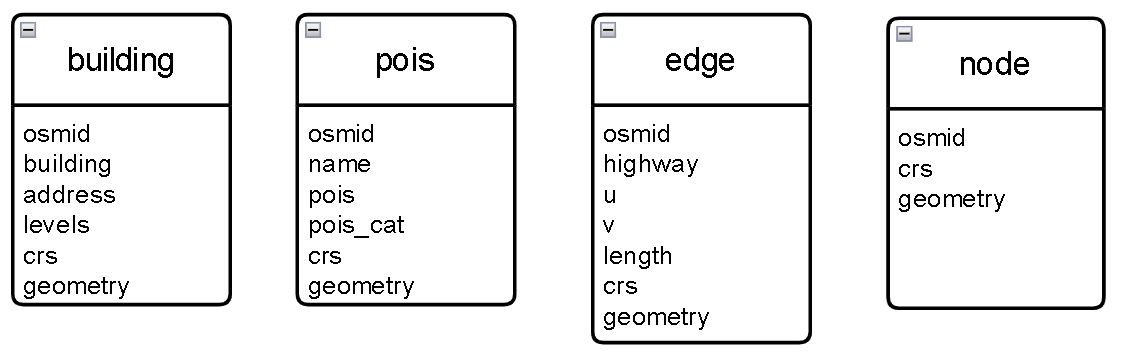 building
osmid
building
address
levels
crs
geometry
pois
osmid
name
pois
pois_cat
crs
geometry
edge
osmid
highway
u
v
length
crs
geometry
node
osmid
crs
geometry